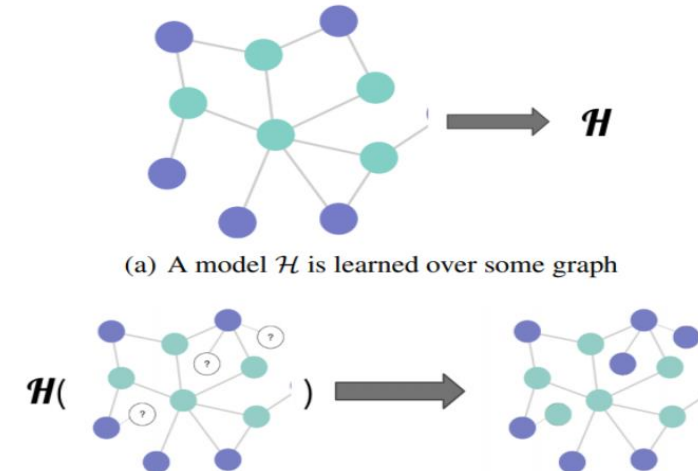 ℋ
(a) A model ℋ is learned over some graph
?
?
ℋ(
?
)